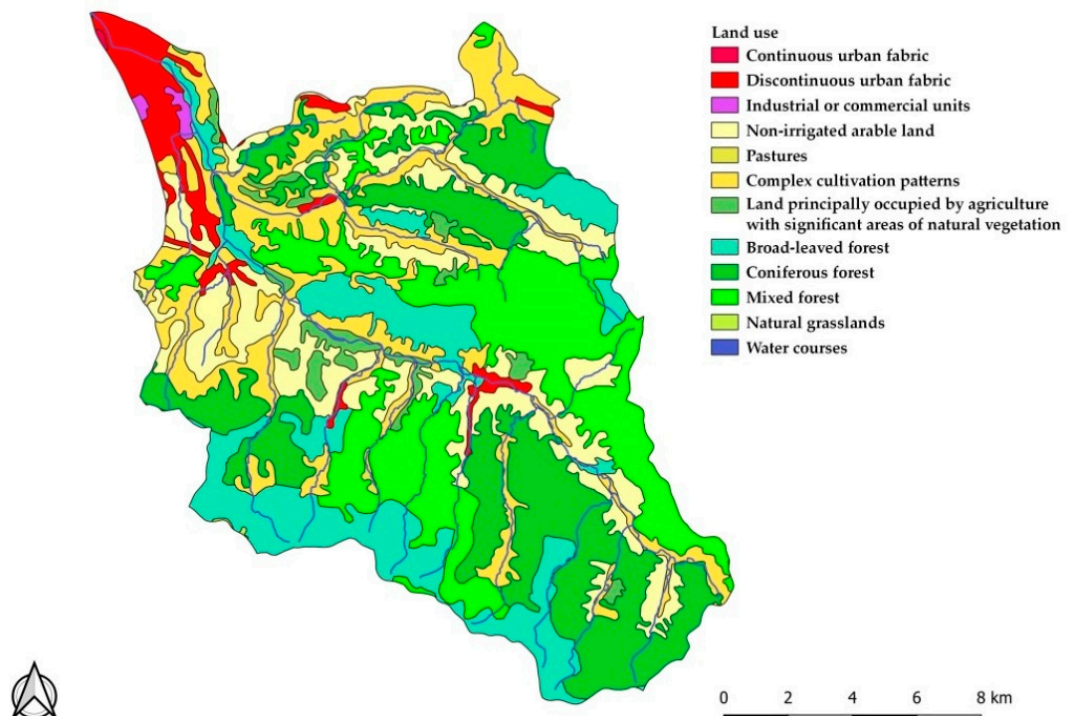 Land use
Continuous urban fabric
Discontinuous urban fabric
Industrial or commercial units
Non-irrigated arable land
Pastures
Complex cultivation patterns
Land principally occupied by agriculture
with significant areas of natural vegetation
Broad-leaved forest
Coniferous forest
Mixed forest
Natural grasslands
Water courses
0 2 4 6 8 km